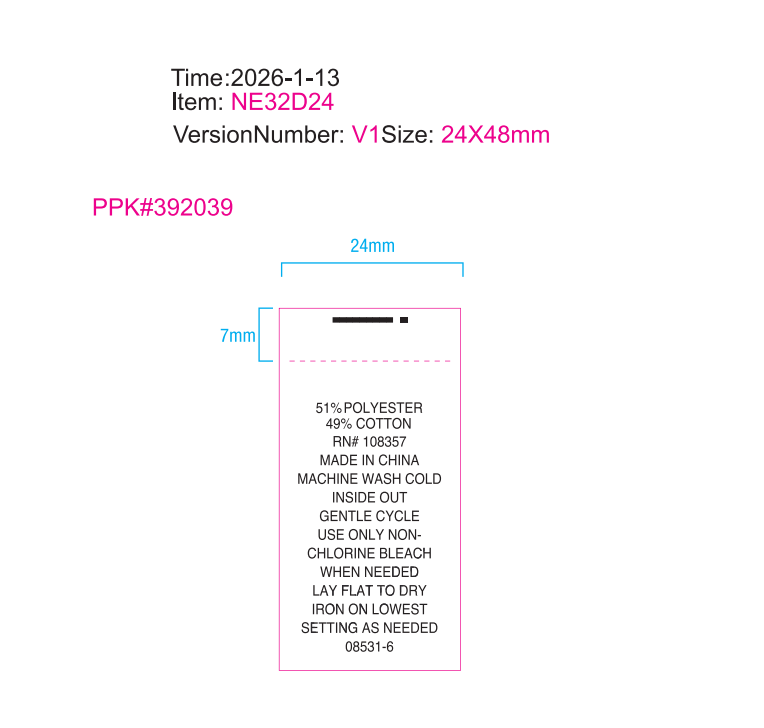 Time:2026-1-13
Item: NE32D24
VersionNumber: V1Size: 24X48mm
PPK#392039
24mm
7mm
51%POLYESTER
49% COTTON
RN# 108357
MADE IN CHINA
MACHINE WASH COLD
INSIDE OUT
GENTLE CYCLE
USE ONLY NON-
CHLORINE BLEACH
WHEN NEEDED
LAY FLAT TO DRY
IRON ON LOWEST
SETTING AS NEEDED
08531-6